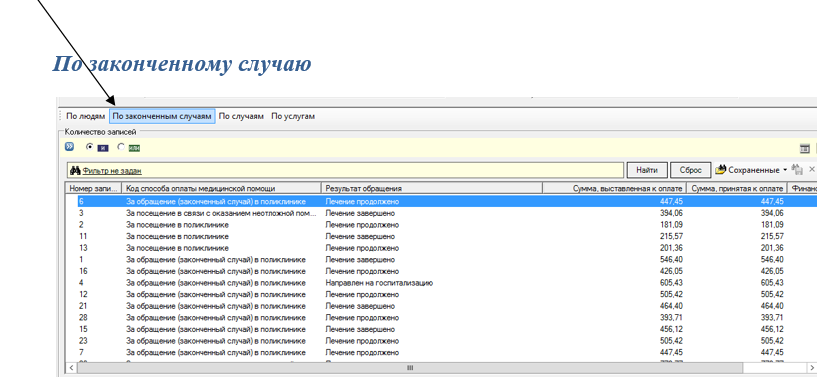 По законченному случаю
По людям По законченным случаям По случаям По услугам
Количество записей
И ИЛИ
Фильтр не задан Найти Сброс Сохраненные
Номер запи... Код способа оплаты медицинской помощи Результат обращения Сумма, выставленная к оплате Сумма, принятая к оплате Финанс
6 За обращение (законченный случай) в поликлинике Лечение продолжено 447,45 447,45
3 За посещение в связи с оказанием неотложной пом... Лечение завершено 394,06 394,06
2 За посещение в поликлинике Лечение продолжено 181,09 181,09
11 За посещение в поликлинике Лечение завершено 215,57 215,57
13 За посещение в поликлинике Лечение продолжено 201,36 201,36
1 За обращение (законченный случай) в поликлинике Лечение завершено 546,40 546,40
16 За обращение (законченный случай) в поликлинике Лечение продолжено 426,05 426,05
4 За обращение (законченный случай) в поликлинике Направлен на госпитализацию 605,43 605,43
12 За обращение (законченный случай) в поликлинике Лечение продолжено 505,42 505,42
21 За обращение (законченный случай) в поликлинике Лечение завершено 464,40 464,40
28 За обращение (законченный случай) в поликлинике Лечение продолжено 393,71 393,71
15 За обращение (законченный случай) в поликлинике Лечение завершено 456,12 456,12
23 За обращение (законченный случай) в поликлинике Лечение продолжено 505,42 505,42
7 За обращение (законченный случай) в поликлинике Лечение продолжено 447,45 447,45